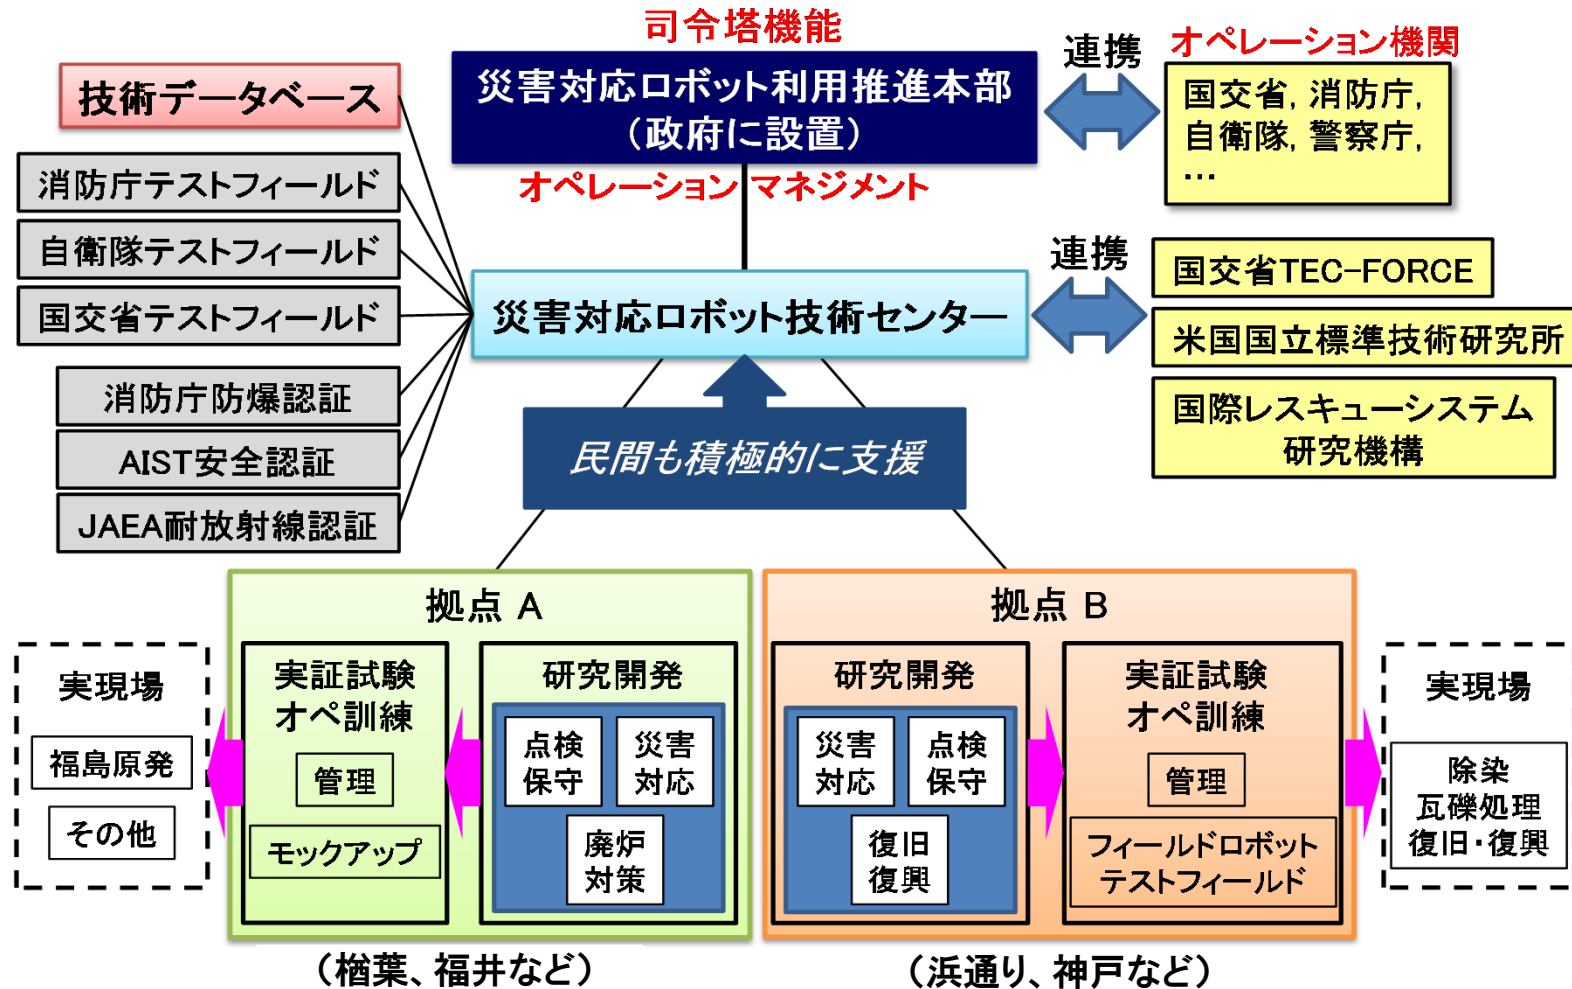 司令塔機能
災害対応ロボット利用推進本部
（政府に設置）
連携
オペレーション機関
国交省, 消防庁,
自衛隊, 警察庁,
…
オペレーション マネジメント
技術データベース
消防庁テストフィールド
自衛隊テストフィールド
国交省テストフィールド
消防庁防爆認証
AIST安全認証
JAEA耐放射線認証
災害対応ロボット技術センター
連携
国交省TEC-FORCE
米国国立標準技術研究所
国際レスキューシステム
研究機構
民間も積極的に支援
拠点 A
実現場
福島原発
その他
実証試験
オペ訓練
管理
モックアップ
研究開発
点検
保守
災害
対応
廃炉
対策
（楢葉、福井など）
拠点 B
研究開発
災害
対応
点検
保守
復旧
復興
実証試験
オペ訓練
管理
フィールドロボット
テストフィールド
実現場
除染
瓦礫処理
復旧・復興
（浜通り、神戸など）